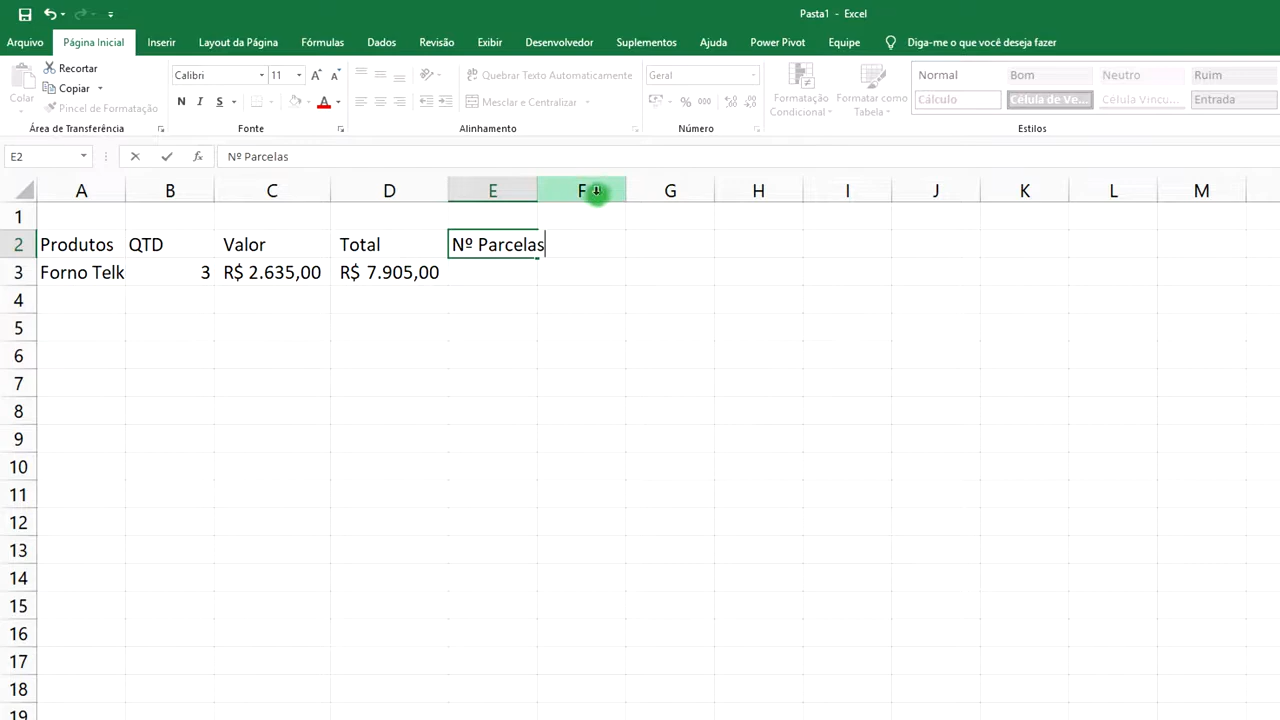 Pasta1 - Excel
Arquivo Página Inicial Inserir Layout da Página Fórmulas Dados Revisão Exibir Desenvolvedor Suplementos Ajuda Power Pivot Equipe Diga-me o que você deseja fazer
Colar
Recortar
Copiar
Pincel de Formatação
Área de Transferência
Calibri 11
N I S
Fonte
Quebrar Texto Automaticamente
Mesclar e Centralizar
Alinhamento
Geral
% 000
Número
Formatação Condicional
Formatar como Tabela
Normal Bom Neutro Ruim
Cálculo Célula de Ve... Célula Vincu... Entrada
Estilos
E2 fx Nº Parcelas
A B C D E F G H I J K L M
1
2 Produtos QTD Valor Total Nº Parcelas
3 Forno Telk 3 R$ 2.635,00 R$ 7.905,00
4
5
6
7
8
9
10
11
12
13
14
15
16
17
18
19